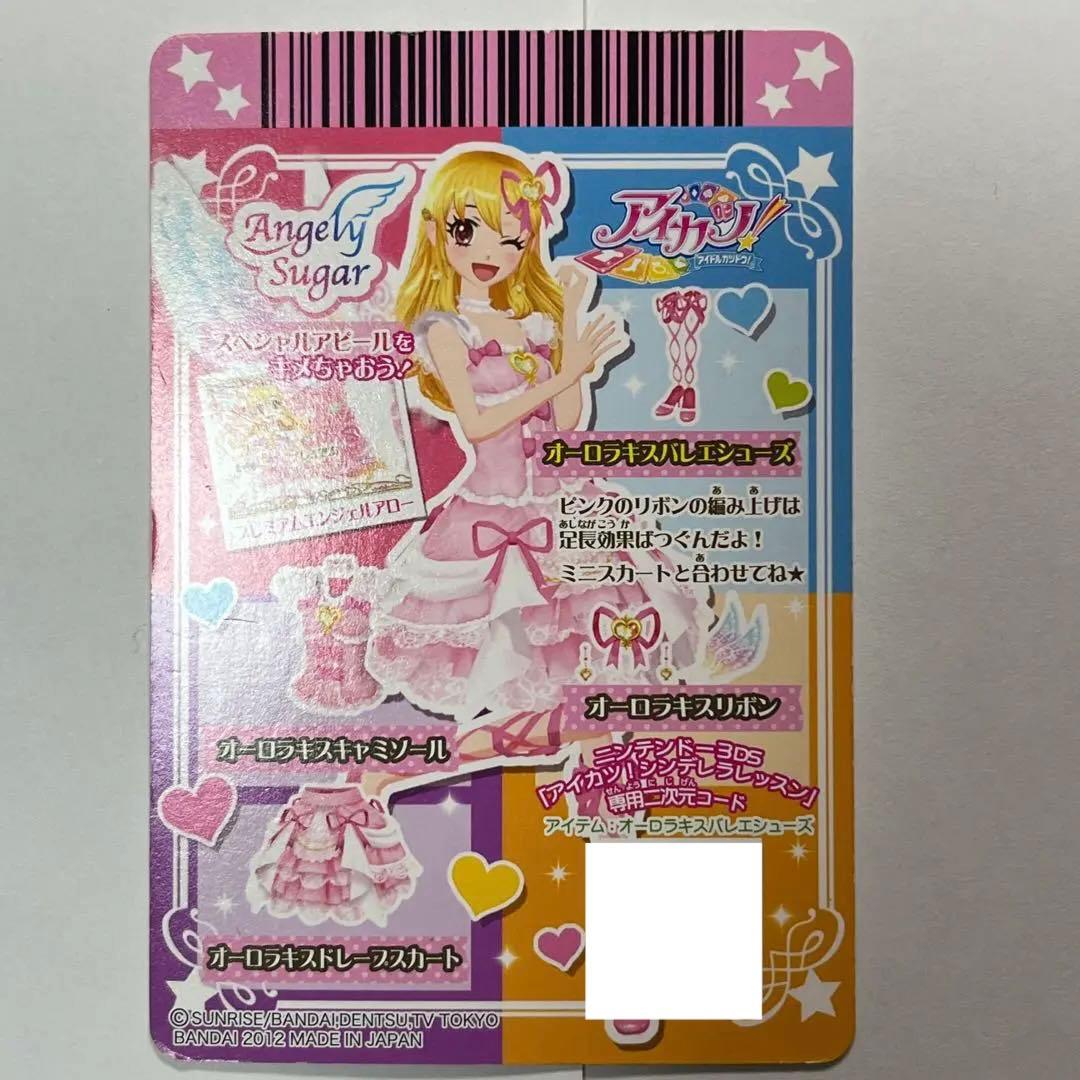 Angely
Sugar
アイカツ!
アイドルカツドウ!
スペシャルアピールを
キメちゃおう!
プレミアムエンジェルアロー
オーロラキスバレエシューズ
ピンクのリボンの編み上げは
足長効果ばつぐんだよ!
ミニスカートと合わせてね★
オーロラキスリボン
オーロラキスキャミソール
ニンテンドー3DS
「アイカツ!シンデレラレッスン」
専用二次元コード
アイテム:オーロラキスバレエシューズ
オーロラキスドレープスカート
©SUNRISE/BANDAI,DENTSU,TV TOKYO
BANDAI 2012 MADE IN JAPAN